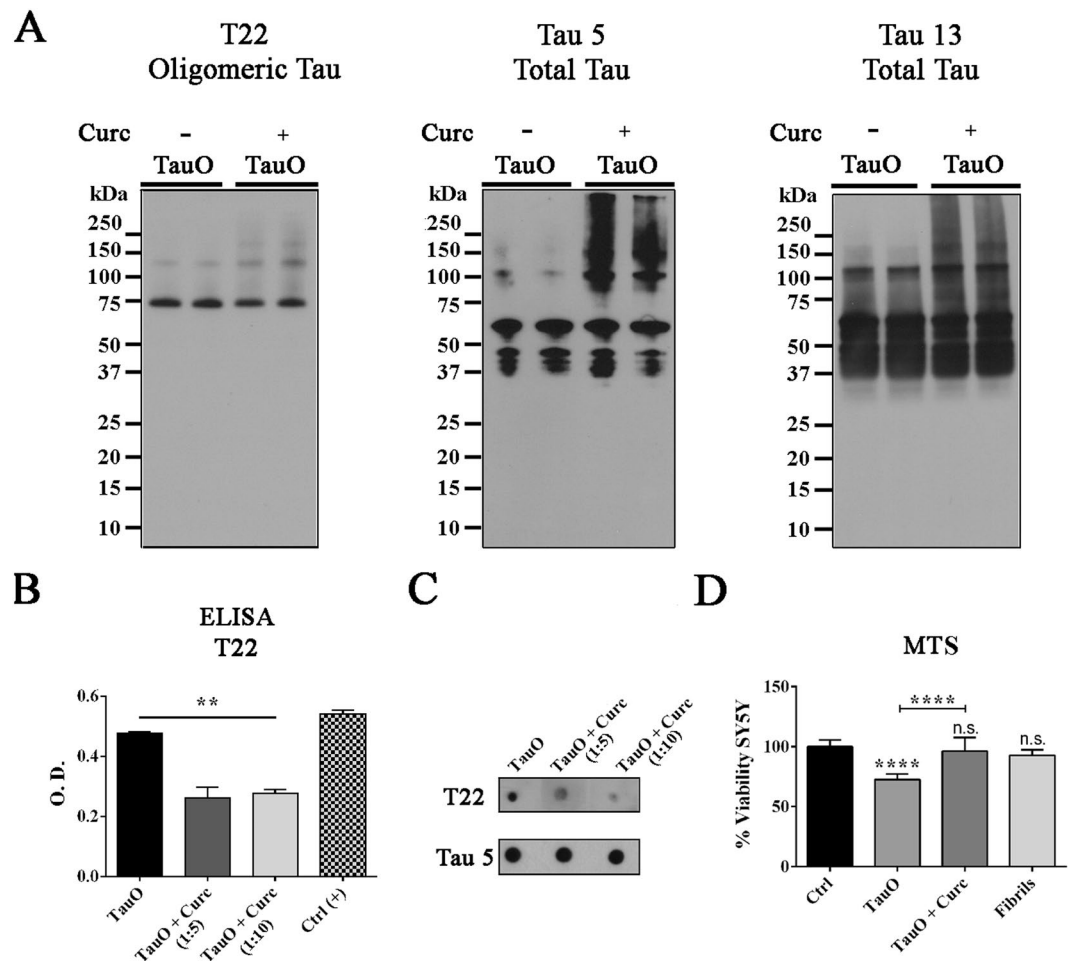 A
T22
Oligomeric Tau
Curc - +
TauO TauO
kDa
250
150
100
75
50
37
25
20
15
10
Tau 5
Total Tau
Curc - +
TauO TauO
kDa
250
150
100
75
50
37
25
20
15
10
Tau 13
Total Tau
Curc - +
TauO TauO
kDa
250
150
100
75
50
37
25
20
15
10
B
ELISA
T22
O. D.
0.6
0.4
0.2
0.0
**
TauO
TauO + Curc
(1:5)
TauO + Curc
(1:10)
Ctrl (+)
C
TauO
TauO + Curc
(1:5)
TauO + Curc
(1:10)
T22
Tau 5
D
MTS
% Viability SY5Y
150
100
50
0
****
****
n.s.
n.s.
Ctrl
TauO
TauO + Curc
Fibrils